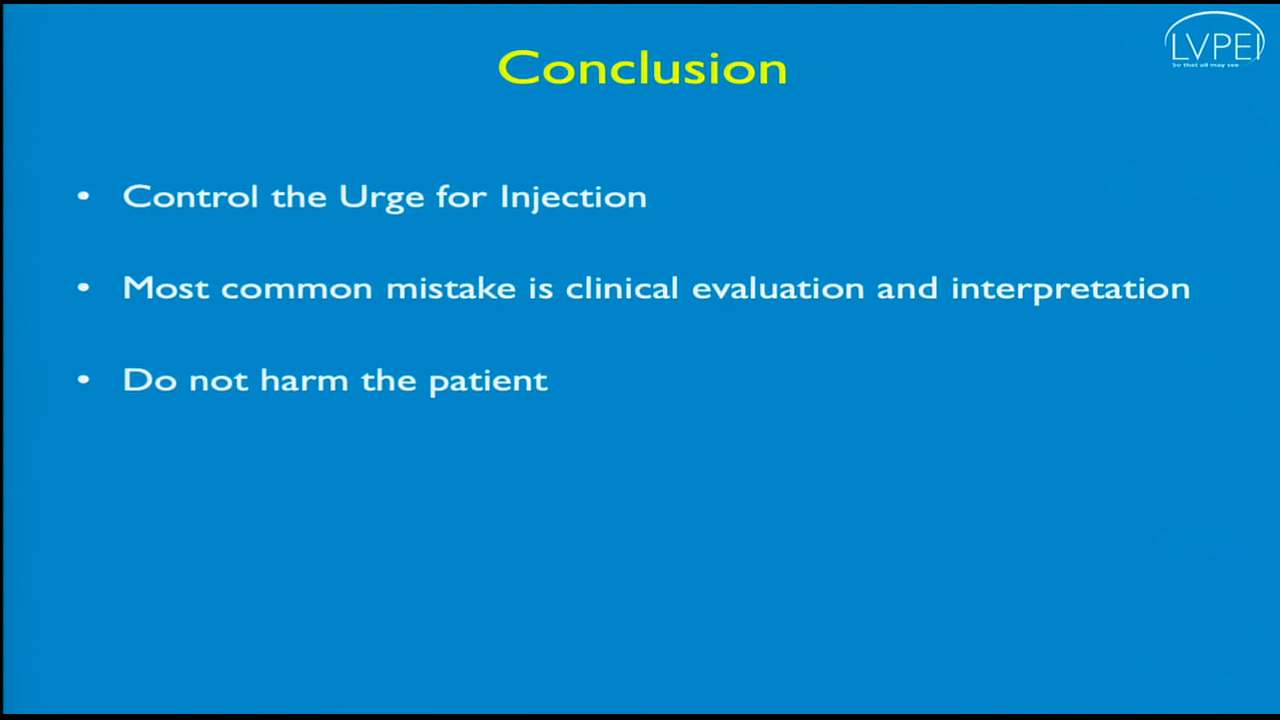 LVPEI
So that all may see
Conclusion
• Control the Urge for Injection
• Most common mistake is clinical evaluation and interpretation
• Do not harm the patient